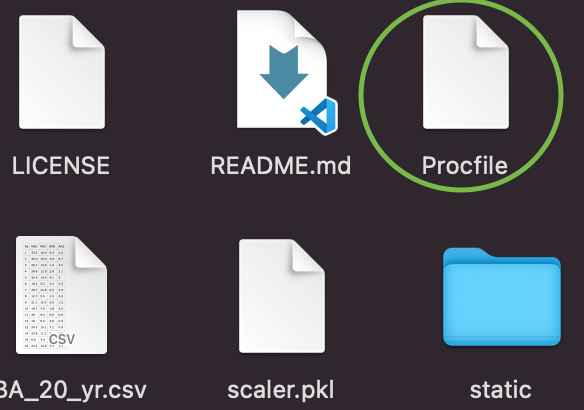 LICENSE
README.md
Procfile
CSV
BA_20_yr.csv
scaler.pkl
static